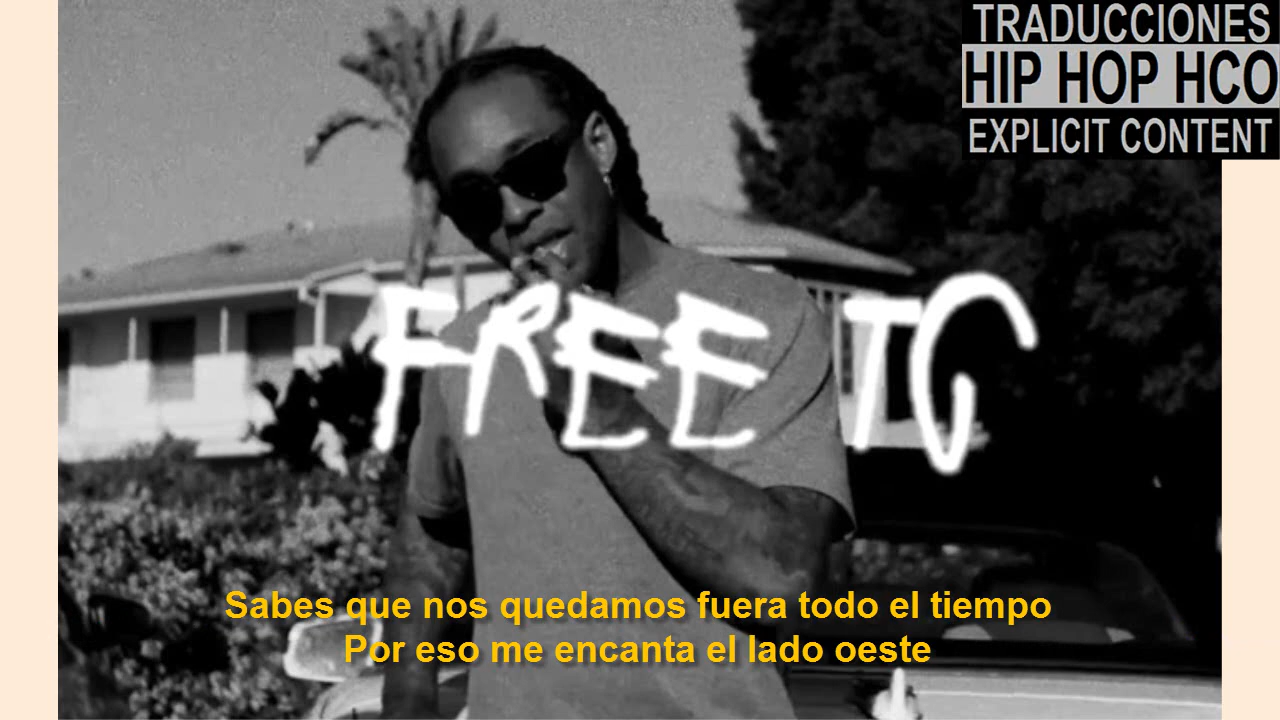 TRADUCCIONES
HIP HOP HCO
EXPLICIT CONTENT
FREE TC
Sabes que nos quedamos fuera todo el tiempo
Por eso me encanta el lado oeste